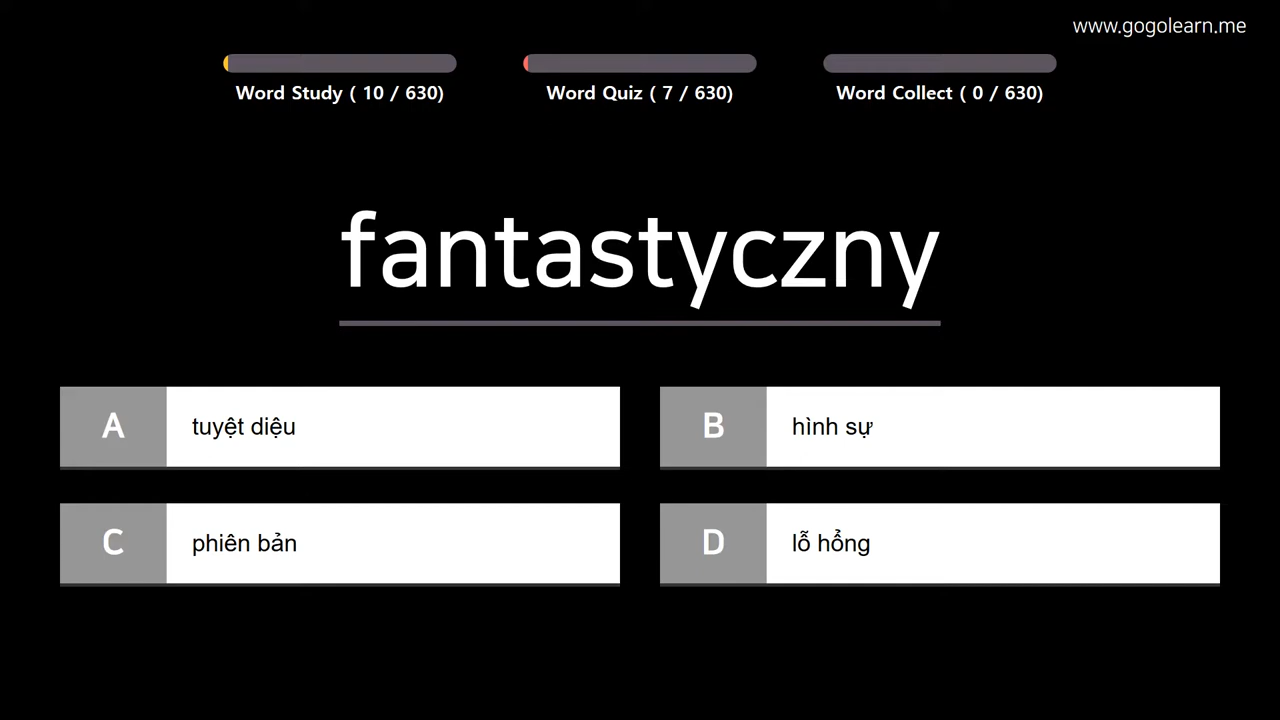 www.gogolearn.me
Word Study ( 10 / 630)
Word Quiz ( 7 / 630)
Word Collect ( 0 / 630)
fantastyczny
A tuyệt diệu
B hình sự
C phiên bản
D lỗ hổng